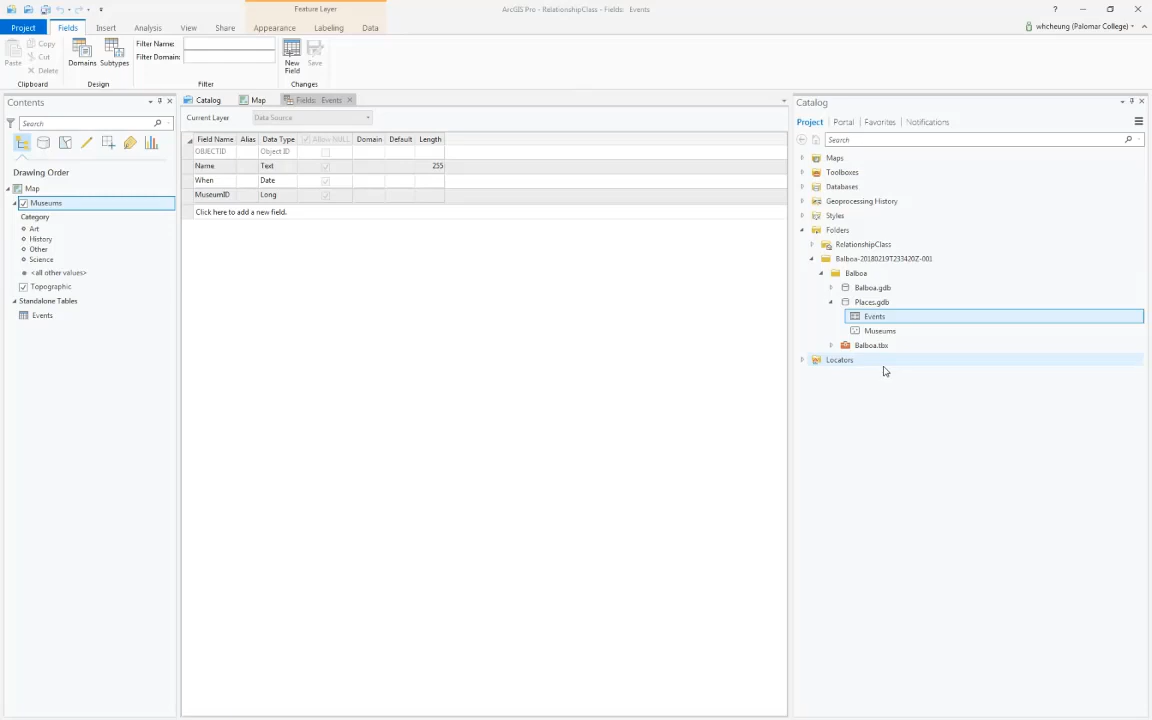 Feature Layer
ArcGIS Pro - RelationshipClass - Fields: Events
?
Project Fields Insert Analysis View Share Appearance Labeling Data
whcheung (Palomar College)
Paste
Copy
Cut
Delete
Clipboard
Domains Subtypes
Design
Filter Name:
Filter Domain:
Filter
New Field
Save
Changes
Contents
Search
Drawing Order
Map
Museums
Category
Art
History
Other
Science
<all other values>
Topographic
Standalone Tables
Events
Catalog Map Fields: Events
Current Layer Data Source
Field Name Alias Data Type Allow NULL Domain Default Length
OBJECTID Object ID
Name Text 255
When Date
MuseumID Long
Click here to add a new field.
Catalog
Project Portal Favorites Notifications
Search
Maps
Toolboxes
Databases
Geoprocessing History
Styles
Folders
RelationshipClass
Balboa-20180219T233420Z-001
Balboa
Balboa.gdb
Places.gdb
Events
Museums
Balboa.tbx
Locators